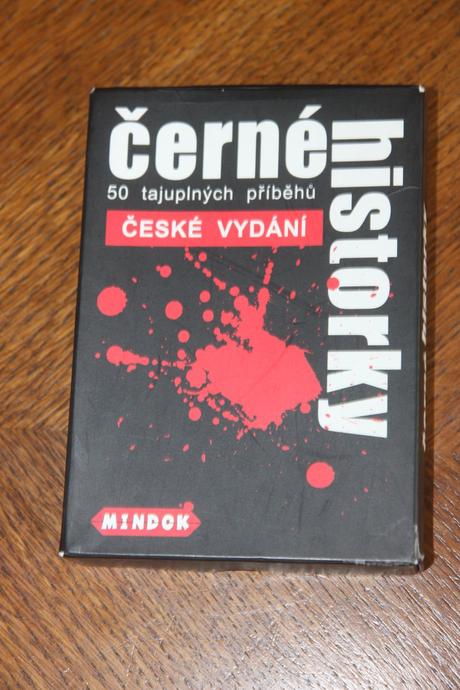 černé
historky
50 tajuplných příběhů
ČESKÉ VYDÁNÍ
MINDOK